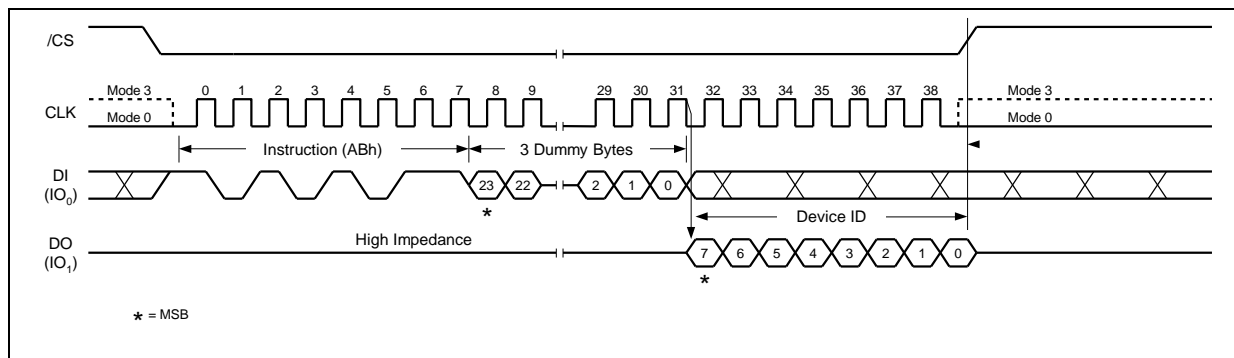 /CS
Mode 3 0 1 2 3 4 5 6 7 8 9 29 30 31 32 33 34 35 36 37 38 Mode 3
CLK
Mode 0 Mode 0
Instruction (ABh) 3 Dummy Bytes
DI
(IO0)
23 22 2 1 0
*
Device ID
DO
(IO1)
High Impedance
7 6 5 4 3 2 1 0
*
* = MSB